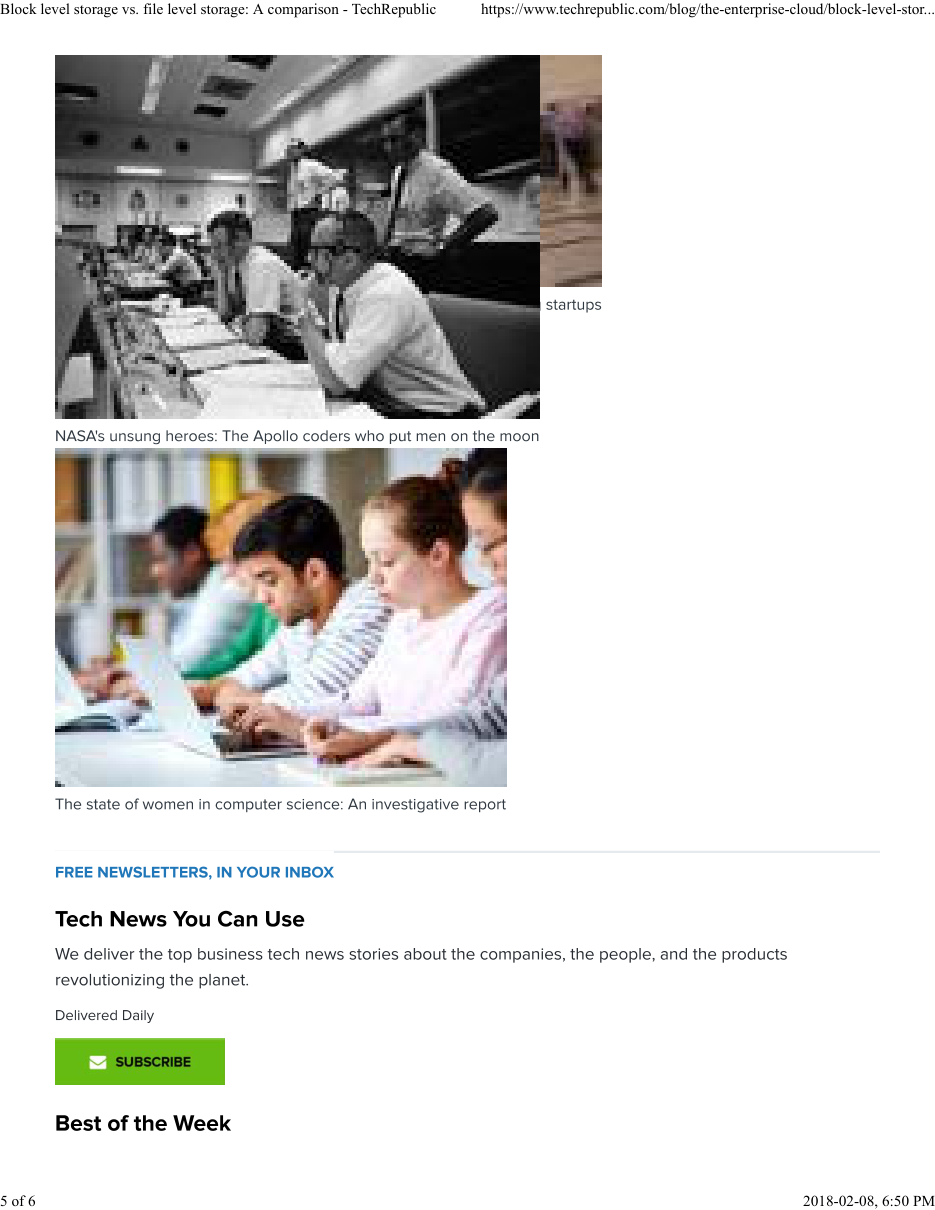 Block level storage vs. file level storage: A comparison - TechRepublic
https://www.techrepublic.com/blog/the-enterprise-cloud/block-level-stor...
startups
NASA's unsung heroes: The Apollo coders who put men on the moon
The state of women in computer science: An investigative report
FREE NEWSLETTERS, IN YOUR INBOX
Tech News You Can Use
We deliver the top business tech news stories about the companies, the people, and the products
revolutionizing the planet.
Delivered Daily
SUBSCRIBE
Best of the Week
5 of 6
2018-02-08, 6:50 PM